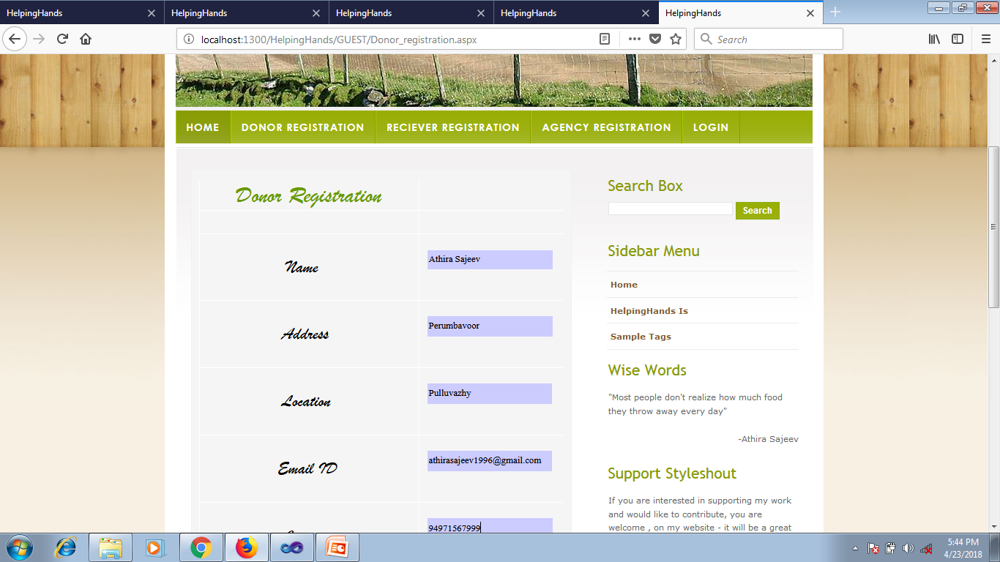 HelpingHands
HelpingHands
HelpingHands
HelpingHands
HelpingHands
localhost:1300/HelpingHands/GUEST/Donor_registration.aspx
Search
HOME
DONOR REGISTRATION
RECIEVER REGISTRATION
AGENCY REGISTRATION
LOGIN
Donor Registration
Name
Athira Sajeev
Address
Perumbavoor
Location
Pulluvazhy
Email ID
athirasajeev1996@gmail.com
94971567999
Search Box
Search
Sidebar Menu
Home
HelpingHands Is
Sample Tags
Wise Words
"Most people don't realize how much food
they throw away every day"
-Athira Sajeev
Support Styleshout
If you are interested in supporting my work
and would like to contribute, you are
welcome , on my website - it will be a great
5:44 PM
4/23/2018